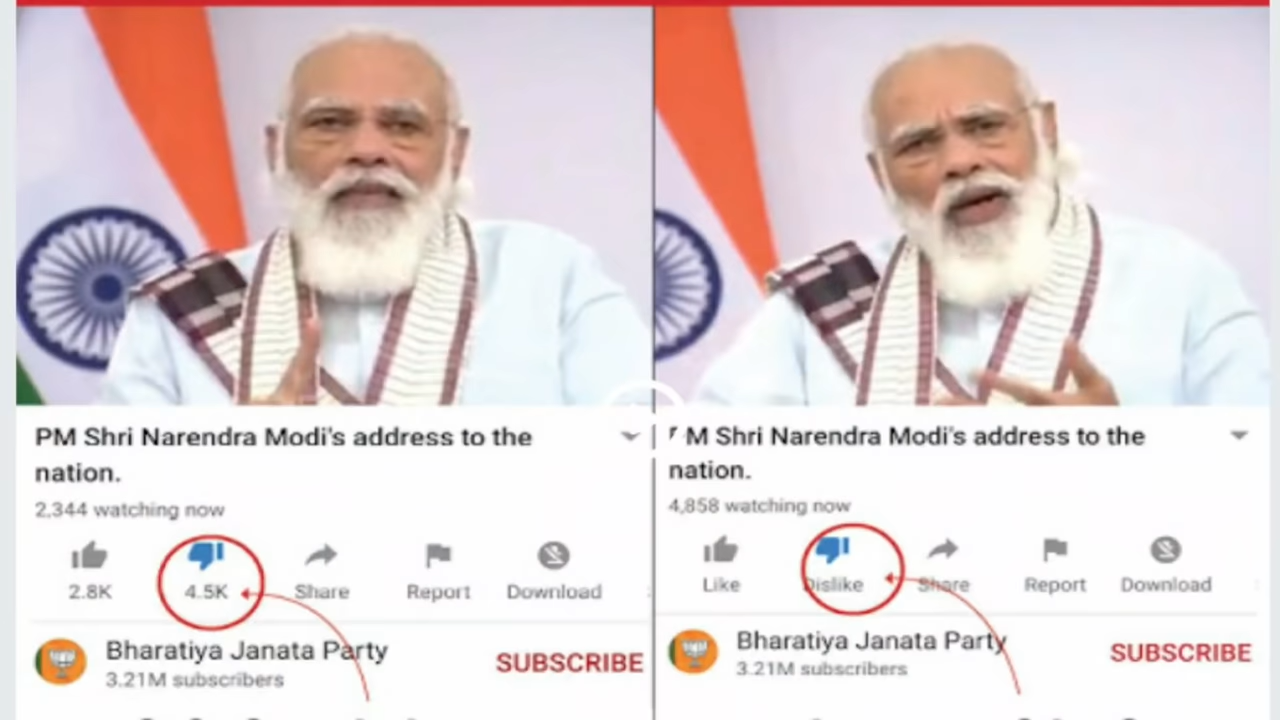 PM Shri Narendra Modi's address to the
nation.
2,344 watching now
2.8K
4.5K
Share
Report
Download
Bharatiya Janata Party
3.21M subscribers
SUBSCRIBE
M Shri Narendra Modi's address to the
nation.
4,858 watching now
Like
Dislike
Share
Report
Download
Bharatiya Janata Party
3.21M subscribers
SUBSCRIBE